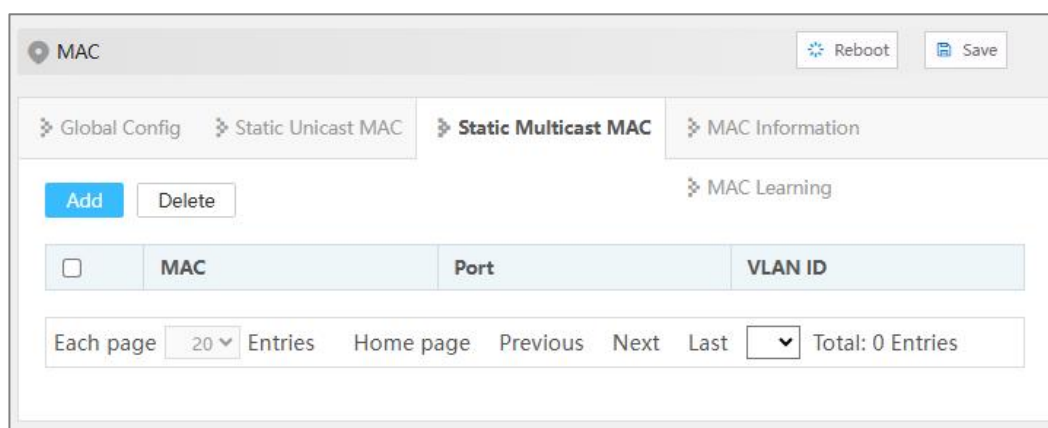 MAC Reboot Save
Global Config Static Unicast MAC Static Multicast MAC MAC Information
MAC Learning
Add Delete
MAC Port VLAN ID
Each page 20 Entries Home page Previous Next Last Total: 0 Entries